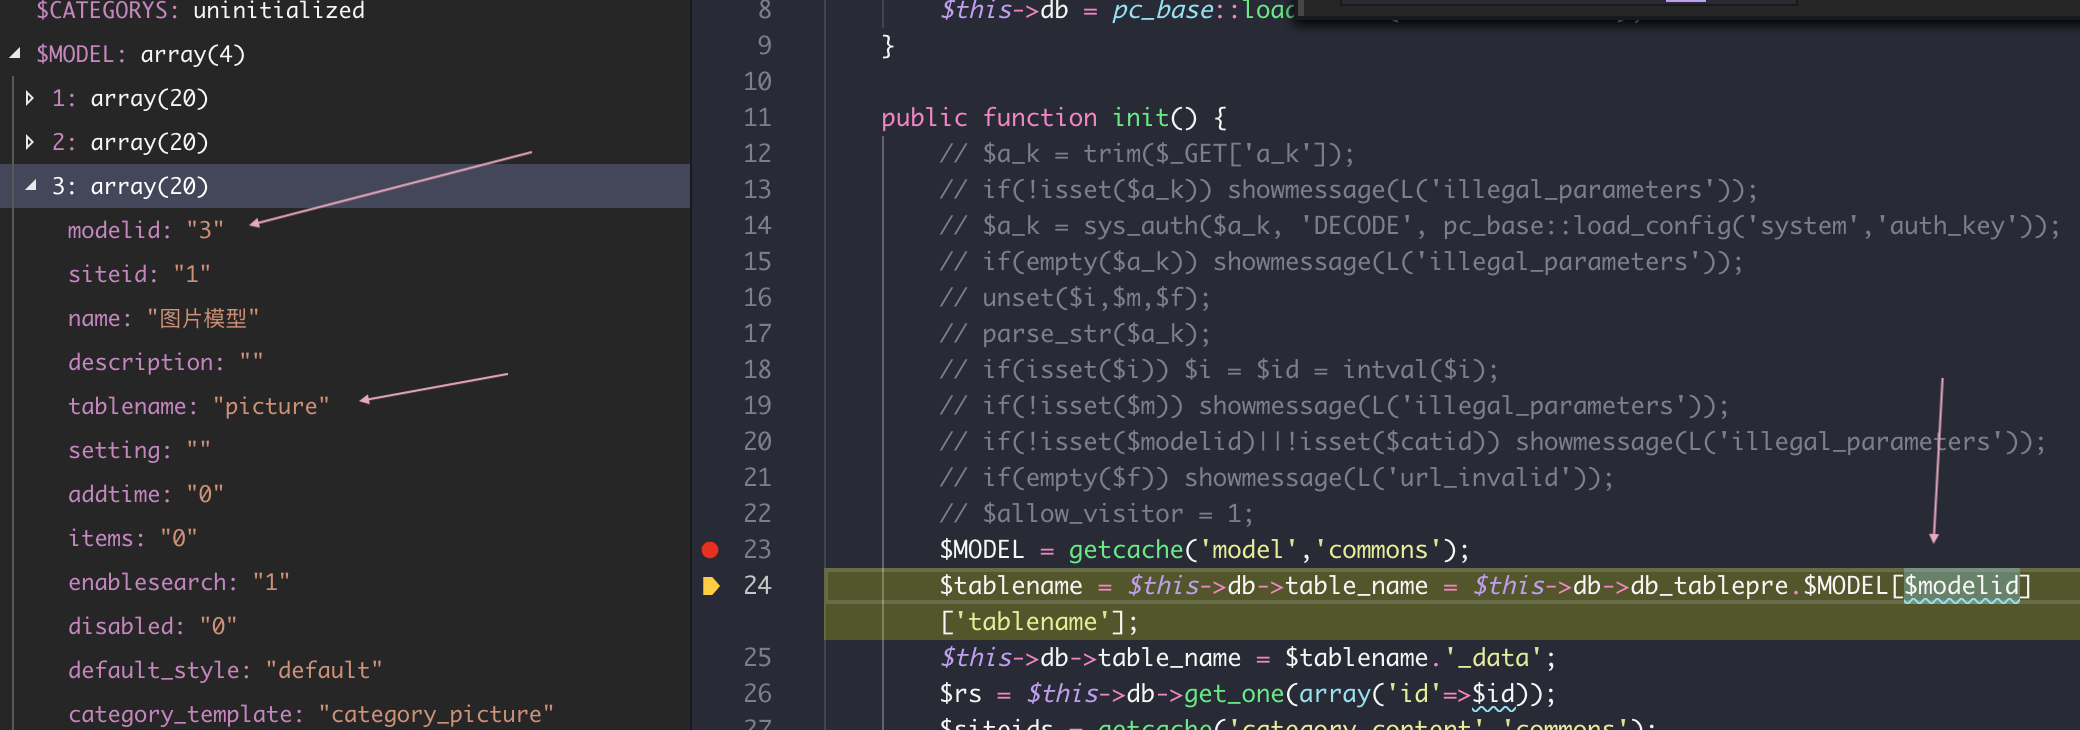 $CATEGORYS: uninitialized
$MODEL: array(4)
1: array(20)
2: array(20)
3: array(20)
modelid: "3"
siteid: "1"
name: "图片模型"
description: ""
tablename: "picture"
setting: ""
addtime: "0"
items: "0"
enablesearch: "1"
disabled: "0"
default_style: "default"
category_template: "category_picture"
8 $this->db = pc_base::load
9 }
10
11 public function init() {
12 // $a_k = trim($_GET['a_k']);
13 // if(!isset($a_k)) showmessage(L('illegal_parameters'));
14 // $a_k = sys_auth($a_k, 'DECODE', pc_base::load_config('system','auth_key'));
15 // if(empty($a_k)) showmessage(L('illegal_parameters'));
16 // unset($i,$m,$f);
17 // parse_str($a_k);
18 // if(isset($i)) $i = $id = intval($i);
19 // if(!isset($m)) showmessage(L('illegal_parameters'));
20 // if(!isset($modelid)||!isset($catid)) showmessage(L('illegal_parameters'));
21 // if(empty($f)) showmessage(L('url_invalid'));
22 // $allow_visitor = 1;
23 $MODEL = getcache('model','commons');
24 $tablename = $this->db->table_name = $this->db->db_tablepre.$MODEL[$modelid]
['tablename'];
25 $this->db->table_name = $tablename.'_data';
26 $rs = $this->db->get_one(array('id'=>$id));
27 $siteids = getcache('category_content','commons');